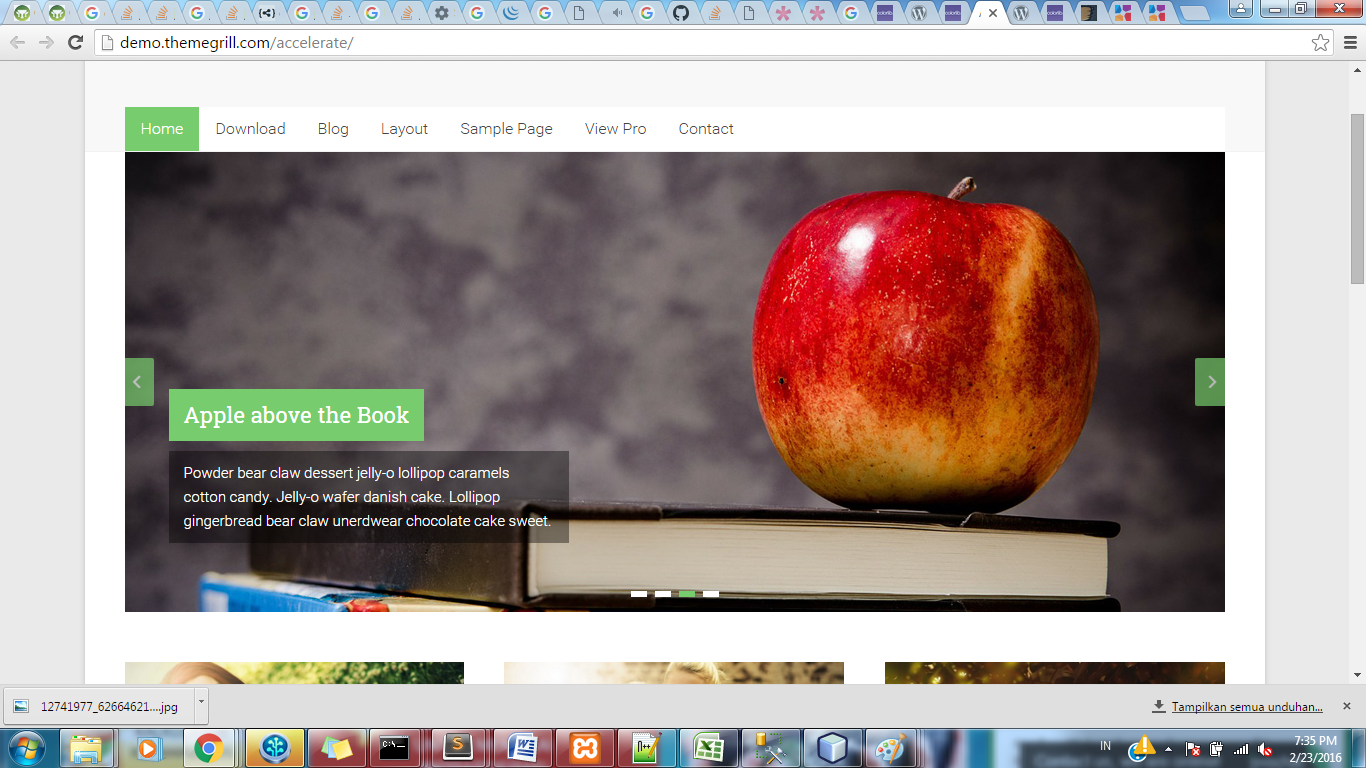 demo.themegrill.com/accelerate/
Home Download Blog Layout Sample Page View Pro Contact
Apple above the Book
Powder bear claw dessert jelly-o lollipop caramels
cotton candy. Jelly-o wafer danish cake. Lollipop
gingerbread bear claw unerdwear chocolate cake sweet.
12741977_62664621....jpg
Tampilkan semua unduhan...
IN
7:35 PM
2/23/2016